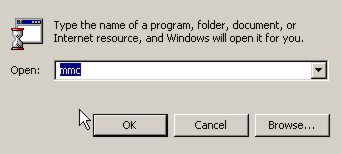 Type the name of a program, folder, document, or
Internet resource, and Windows will open it for you.
Open: mmc
OK Cancel Browse...